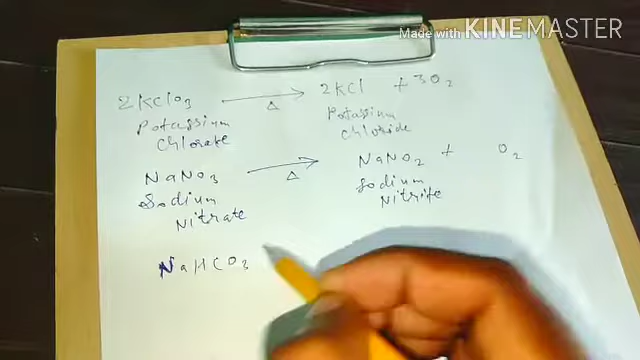 Made with KINEMASTER
2KClO3 → 2KCl + 3O2
Δ
Potassium Chlorate
Potassium Chloride
NaNO3 → NaNO2 + O2
Δ
Sodium Nitrate
Sodium Nitrite
NaHCO3